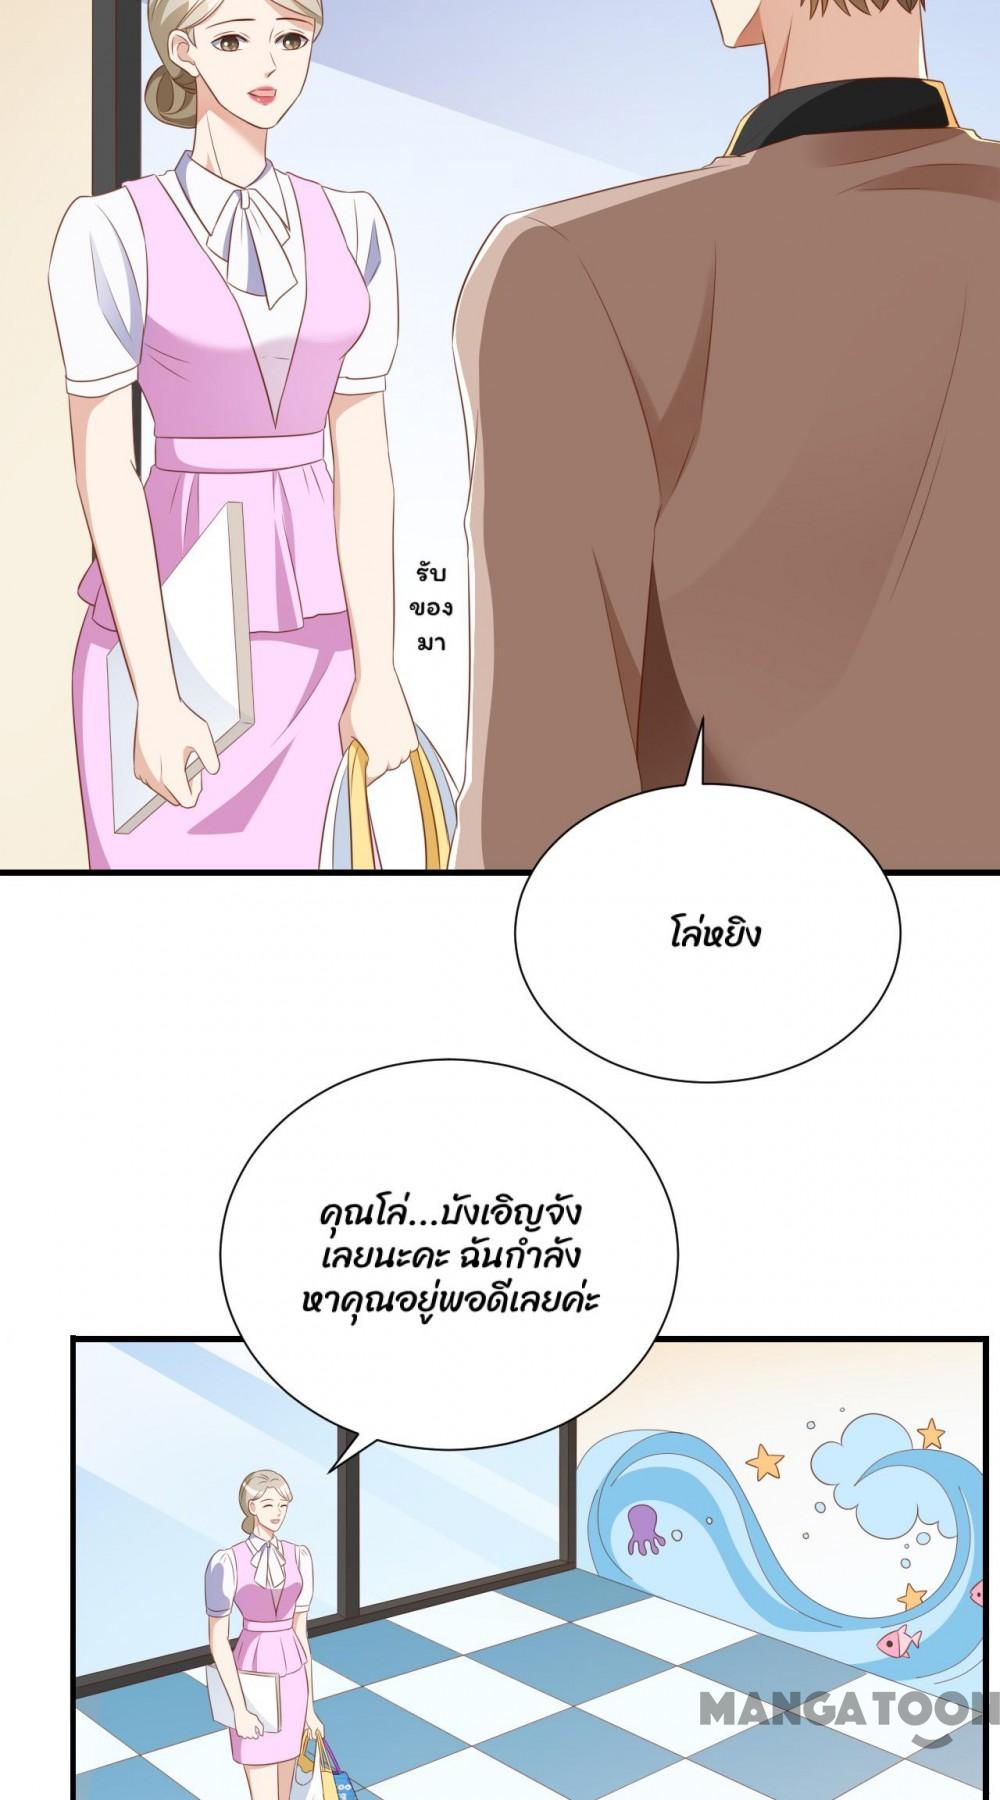 รับ
ของ
มา
โล่หยิง
คุณโล่...บังเอิญจัง
เลยนะคะ ฉันกำลัง
หาคุณอยู่พอดีเลยค่ะ
MANGATOON